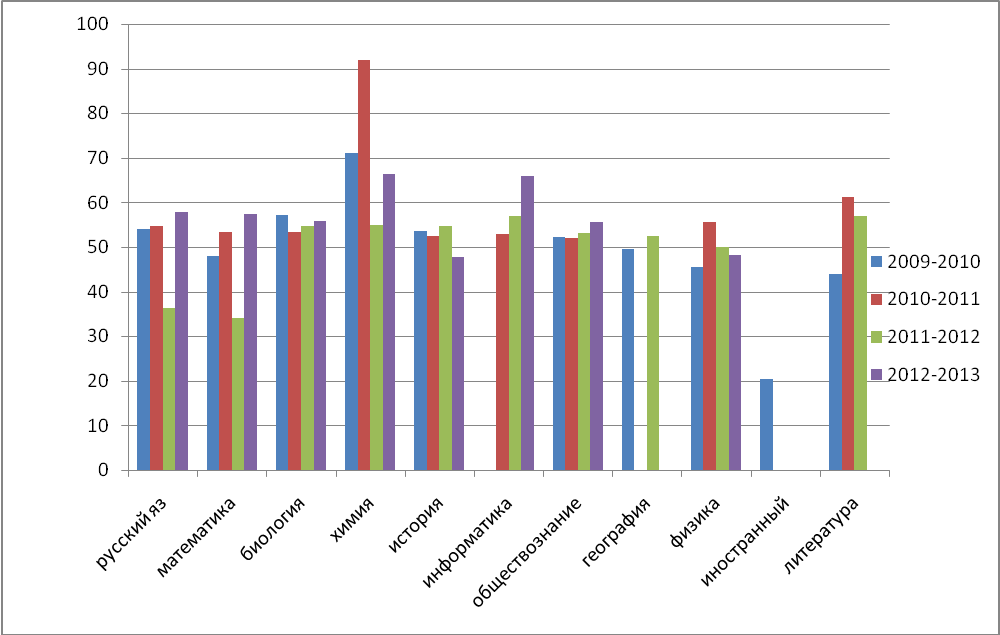 100
90
80
70
60
50
40
30
20
10
0
русский яз
математика
биология
химия
история
информатика
обществознание
география
физика
иностранный
литература
2009-2010
2010-2011
2011-2012
2012-2013